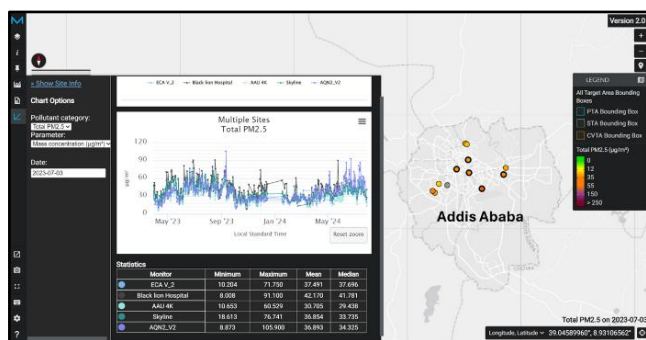 Version 2.0
ECA V_2 Black lion Hospital AAU 4K Skyline AQN2_V2
« Show Site Info
Chart Options
Pollutant category:
Total PM2.5
Parameter:
Mass concentration (µg/m³)
Date:
2023-07-03
Multiple Sites
Total PM2.5
120
90
60
30
0
µg/m³
May '23 Sep '23 Jan '24 May '24
Local Standard Time
Reset zoom
Statistics
Monitor Minimum Maximum Mean Median
ECA V_2 10.204 71.750 37.491 37.696
Black lion Hospital 8.008 91.100 42.170 41.781
AAU 4K 10.653 60.529 30.705 29.438
Skyline 18.613 76.741 36.854 33.735
AQN2_V2 8.873 105.900 36.893 34.325
Addis Ababa
LEGEND
All Target Area Bounding
Boxes
PTA Bounding Box
STA Bounding Box
CVTA Bounding Box
Total PM2.5 (µg/m³)
0
12
35
55
150
> 250
Total PM2.5 on 2023-07-03
Longitude, Latitude 39.04589960°, 8.93106562°